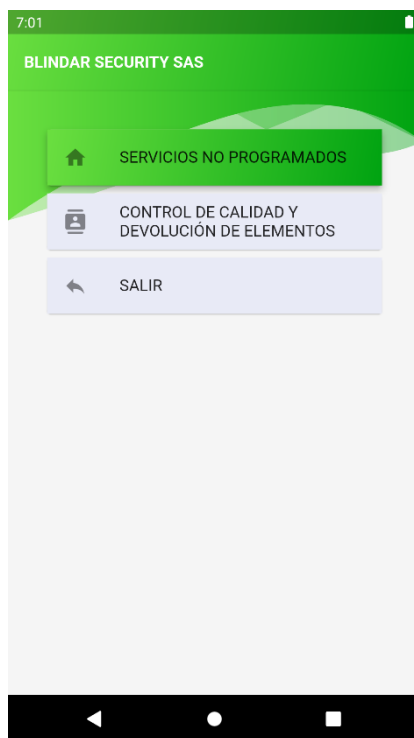 7:01
BLINDAR SECURITY SAS
SERVICIOS NO PROGRAMADOS
CONTROL DE CALIDAD Y
DEVOLUCIÓN DE ELEMENTOS
SALIR